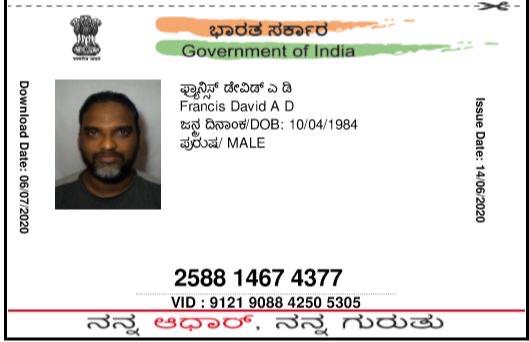 ಭಾರತ ಸರ್ಕಾರ
Government of India
Download Date: 06/07/2020
ಫ್ರಾನ್ಸಿಸ್ ಡೇವಿಡ್ ಎ ಡಿ
Francis David A D
ಜನ್ಮ ದಿನಾಂಕ/DOB: 10/04/1984
ಪುರುಷ/ MALE
Issue Date: 14/06/2020
2588 1467 4377
VID : 9121 9088 4250 5305
ನನ್ನ ಆಧಾರ್, ನನ್ನ ಗುರುತು